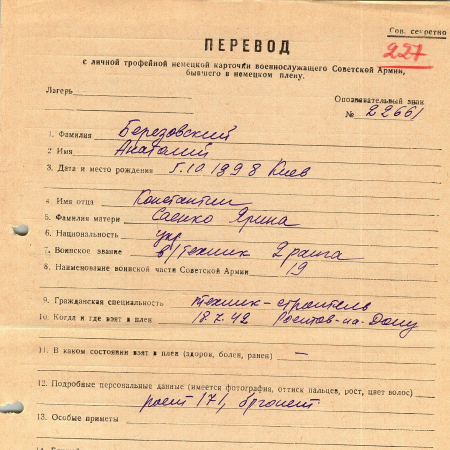 Сов. секретно
227
ПЕРЕВОД
с личной трофейной немецкой карточки военнослужащего Советской Армии,
бывшего в немецком плену.
Лагерь
Опознавательный знак
№ 22661
1. Фамилия Березовский
2 Имя Анатолий
3. Дата и место рождения 5.10.1898 Киев
4. Имя отца Константин
5. Фамилия матери Саенко Ярина
6. Национальность укр
7. Воинское звание в/техник 2 ранга
8. Наименование воинской части Советской Армии 19
9. Гражданская специальность техник-строитель
10. Когда и где взят в плен 18.7.42 Ростов-на-Дону
11. В каком состоянии взят в плен (здоров, болен, ранен) —
12. Подробные персональные данные (имеется фотография, оттиск пальцев, рост, цвет волос)
рост 171, брюнет
13. Особые приметы